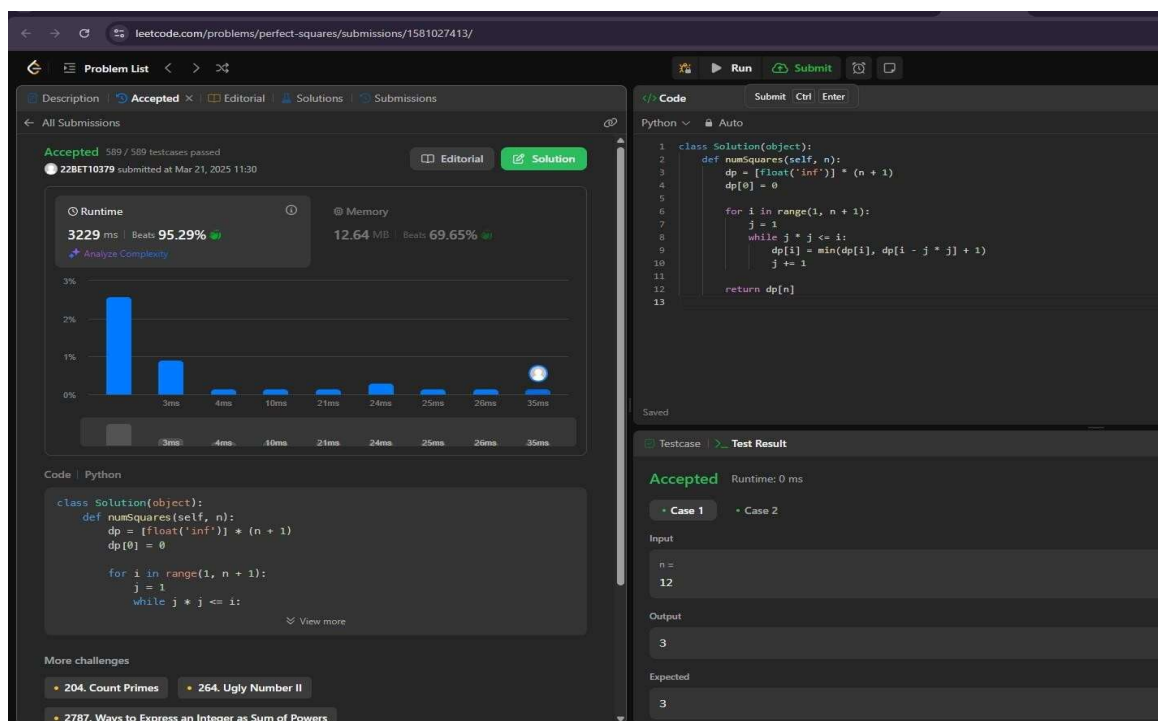 leetcode.com/problems/perfect-squares/submissions/1581027413/
Problem List
Run
Submit
Description | Accepted × | Editorial | Solutions | Submissions
</> Code
Submit Ctrl Enter
← All Submissions
Python
Auto
Accepted 589 / 589 testcases passed
22BET10379 submitted at Mar 21, 2025 11:30
Editorial
Solution
Runtime
3229 ms | Beats 95.29%
Analyze Complexity
Memory
12.64 MB | Beats 69.65%
3%
2%
1%
0%
3ms 4ms 10ms 21ms 24ms 25ms 26ms 35ms
3ms 4ms 10ms 21ms 24ms 25ms 26ms 35ms
Code | Python
class Solution(object):
    def numSquares(self, n):
        dp = [float('inf')] * (n + 1)
        dp[0] = 0
        for i in range(1, n + 1):
            j = 1
            while j * j <= i:
View more
More challenges
204. Count Primes
264. Ugly Number II
2787. Ways to Express an Integer as Sum of Powers
1 class Solution(object):
2     def numSquares(self, n):
3         dp = [float('inf')] * (n + 1)
4         dp[0] = 0
5
6         for i in range(1, n + 1):
7             j = 1
8             while j * j <= i:
9                 dp[i] = min(dp[i], dp[i - j * j] + 1)
10                 j += 1
11
12         return dp[n]
13
Saved
Testcase | >_ Test Result
Accepted Runtime: 0 ms
• Case 1
• Case 2
Input
n =
12
Output
3
Expected
3